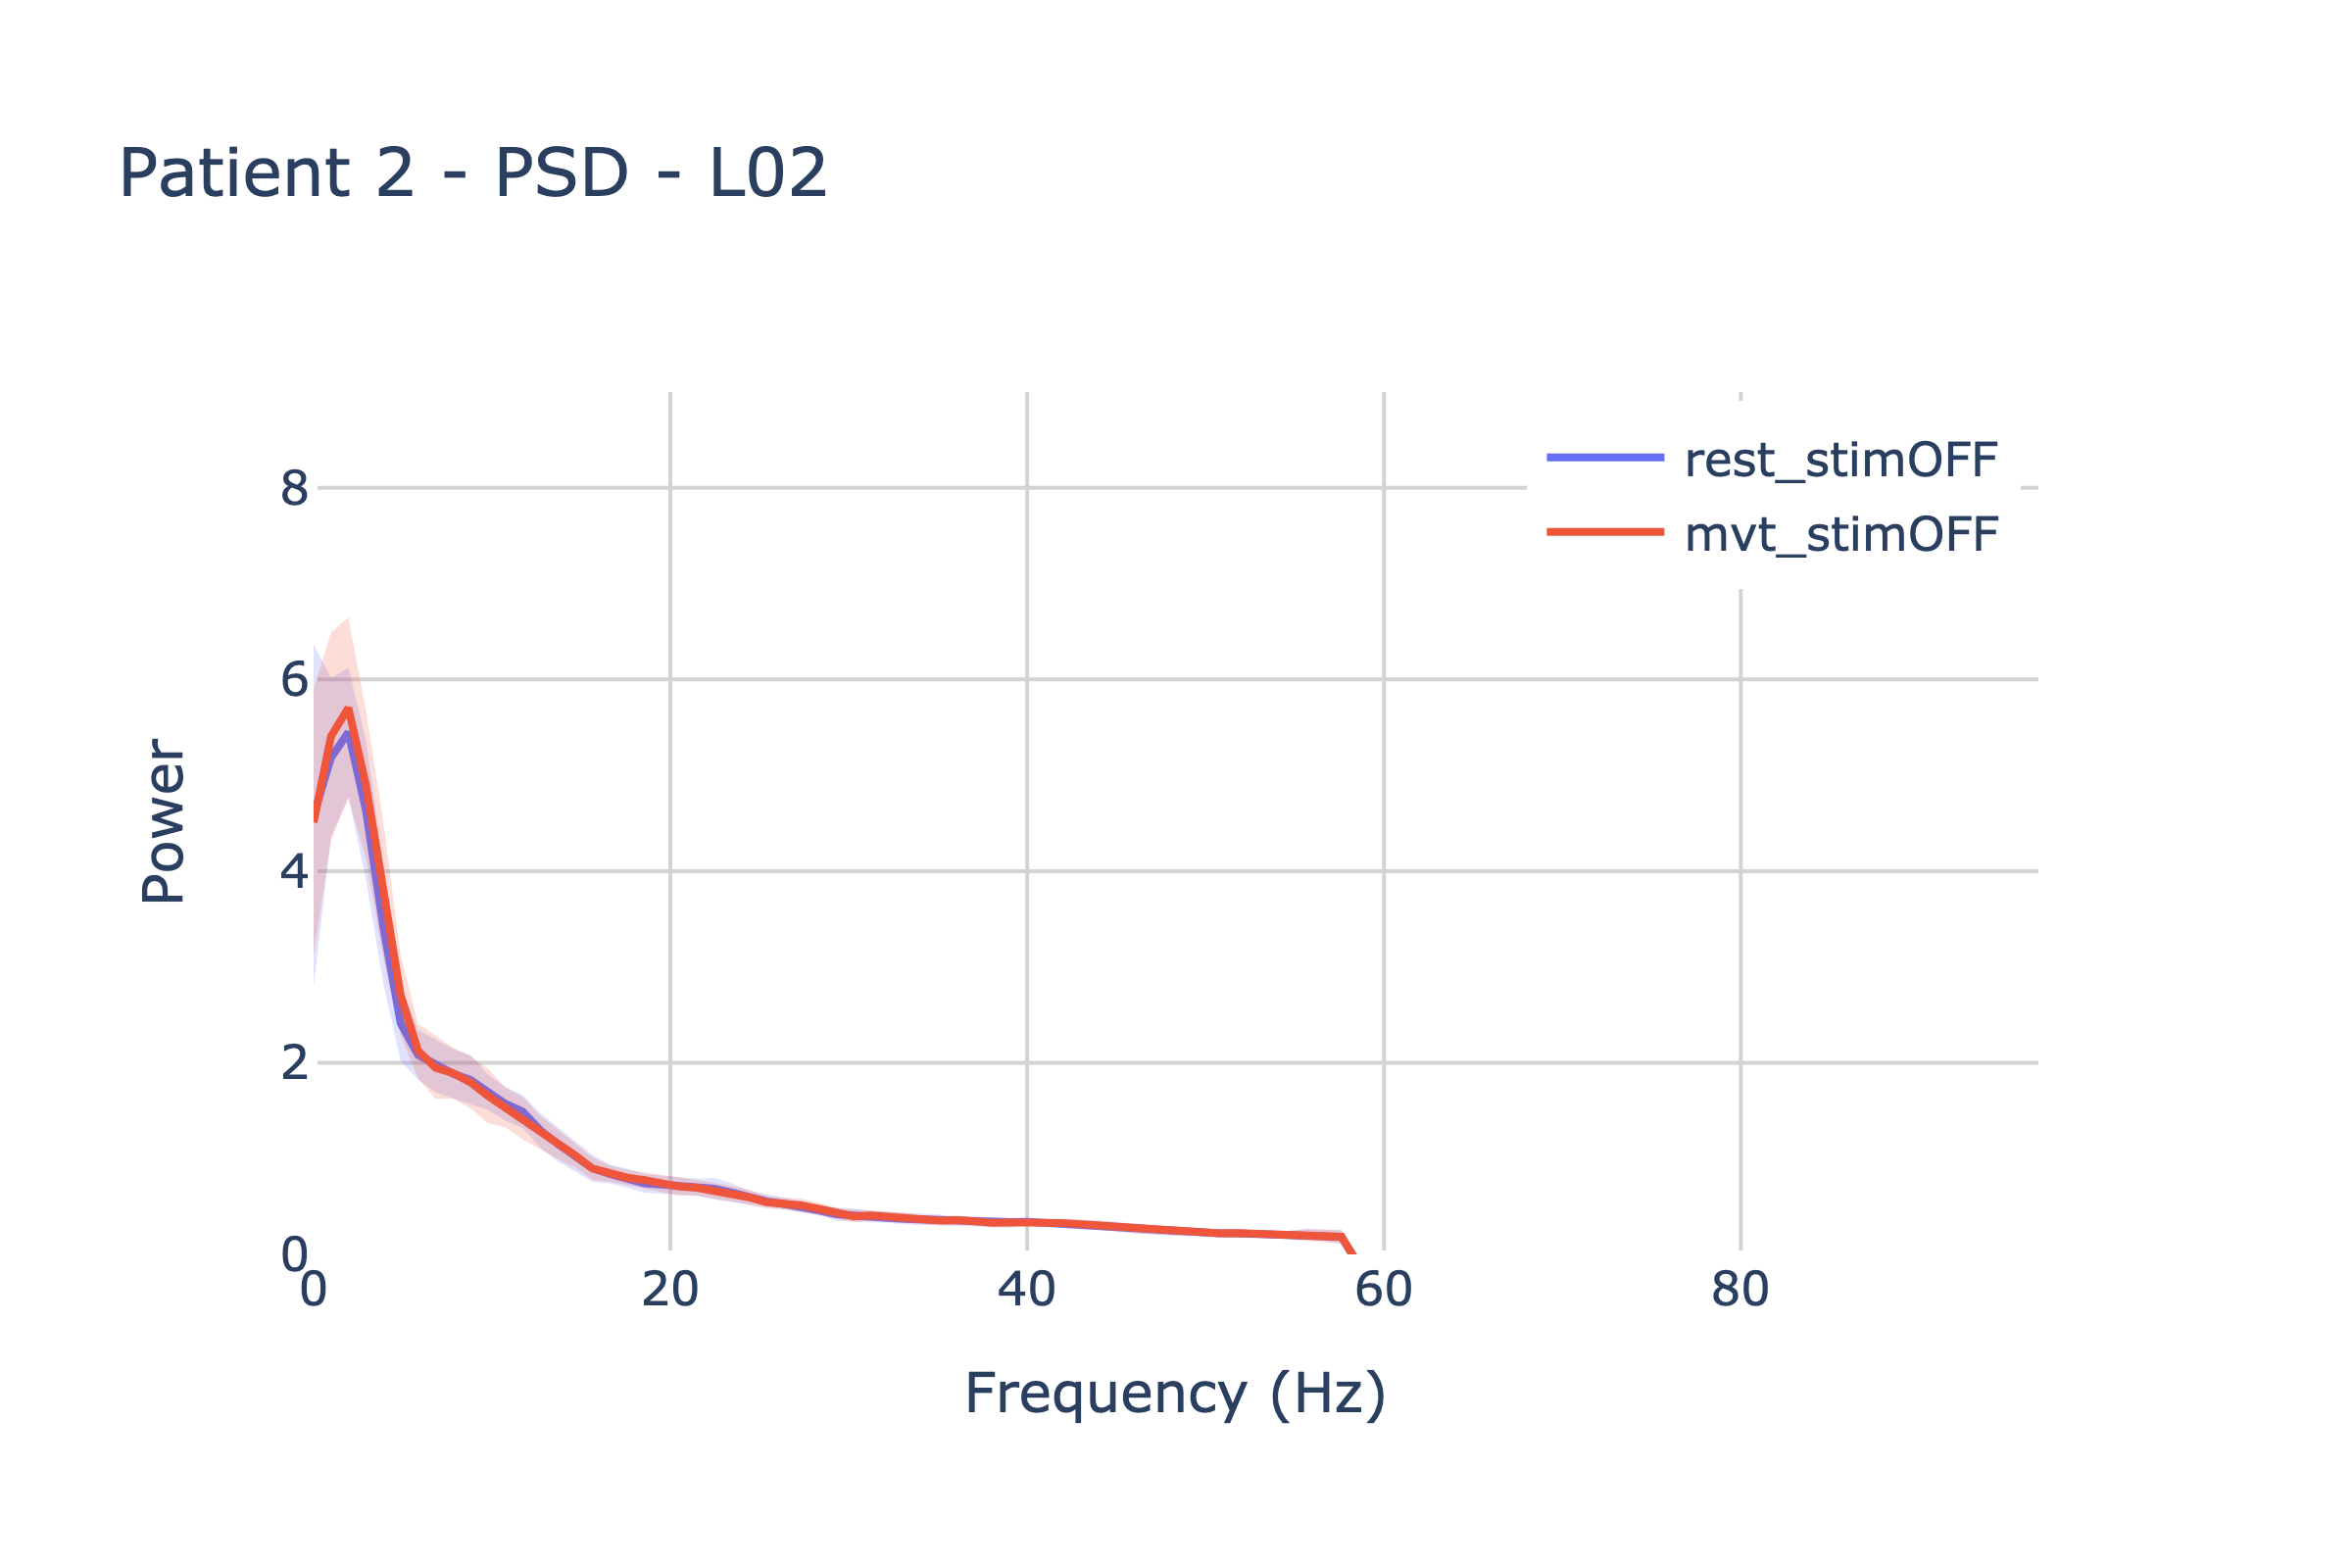 Patient 2 - PSD - L02
rest_stimOFF
mvt_stimOFF
8
6
4
2
0
Power
0 20 40 60 80
Frequency (Hz)